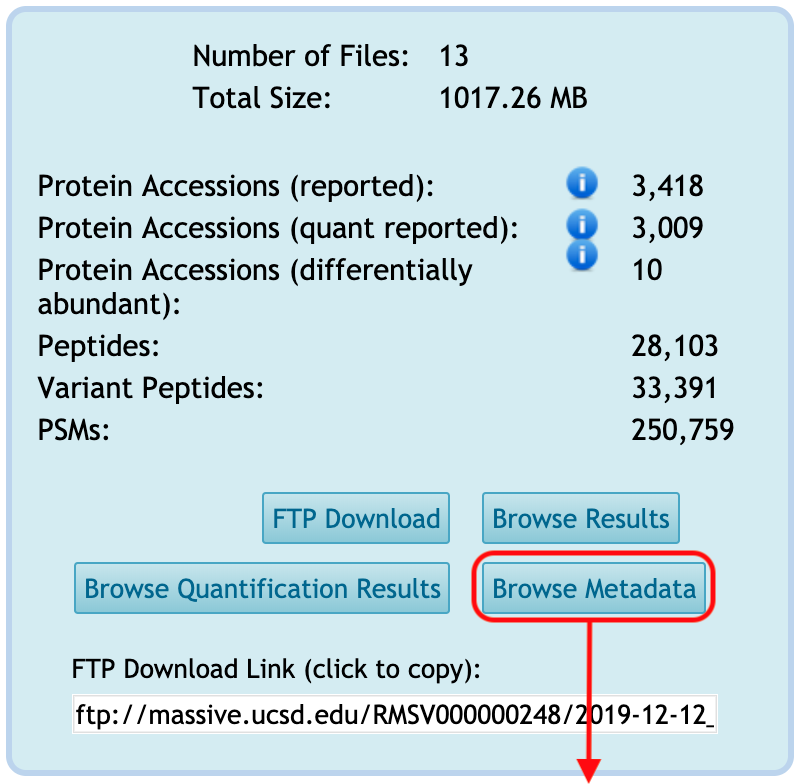 Number of Files: 13
Total Size: 1017.26 MB
Protein Accessions (reported): i 3,418
Protein Accessions (quant reported): i 3,009
Protein Accessions (differentially i 10
abundant):
Peptides: 28,103
Variant Peptides: 33,391
PSMs: 250,759
FTP Download Browse Results
Browse Quantification Results Browse Metadata
FTP Download Link (click to copy):
ftp://massive.ucsd.edu/RMSV000000248/2019-12-12_